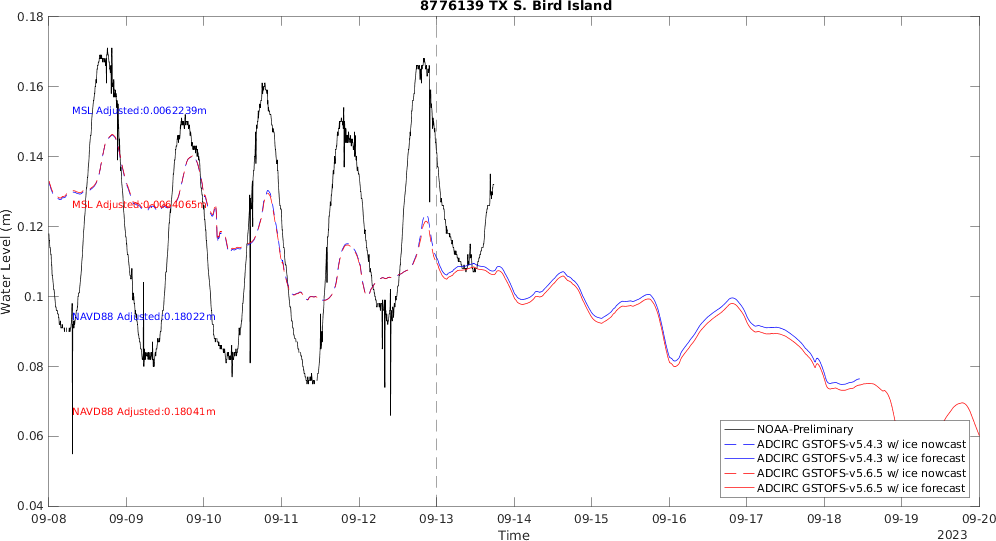 8776139 TX S. Bird Island
0.18
0.16
0.14
0.12
0.1
0.08
0.06
0.04
Water Level (m)
MSL Adjusted:0.0062239m
MSL Adjusted:0.0064065m
NAVD88 Adjusted:0.18022m
NAVD88 Adjusted:0.18041m
NOAA-Preliminary
ADCIRC GSTOFS-v5.4.3 w/ ice nowcast
ADCIRC GSTOFS-v5.4.3 w/ ice forecast
ADCIRC GSTOFS-v5.6.5 w/ ice nowcast
ADCIRC GSTOFS-v5.6.5 w/ ice forecast
09-08 09-09 09-10 09-11 09-12 09-13 09-14 09-15 09-16 09-17 09-18 09-19 09-20
Time
2023